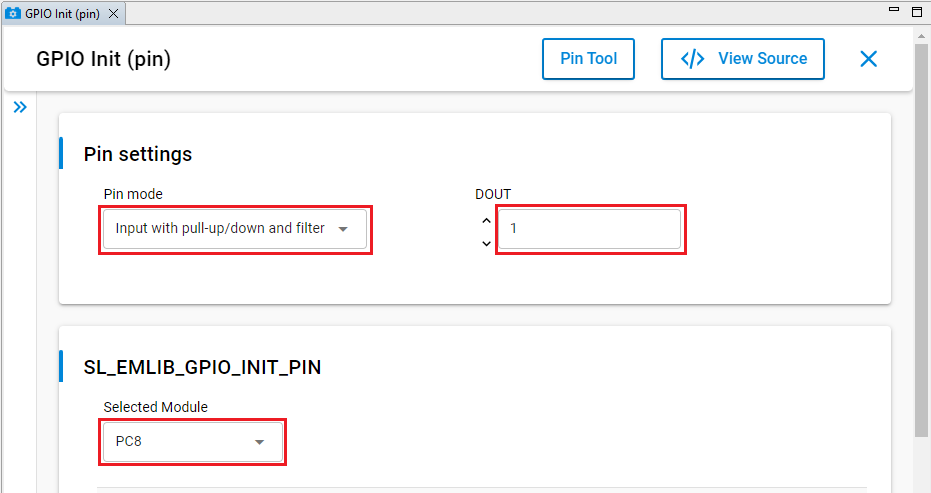 GPIO Init (pin)
GPIO Init (pin)
Pin Tool
</> View Source
Pin settings
Pin mode
DOUT
Input with pull-up/down and filter
1
SL_EMLIB_GPIO_INIT_PIN
Selected Module
PC8